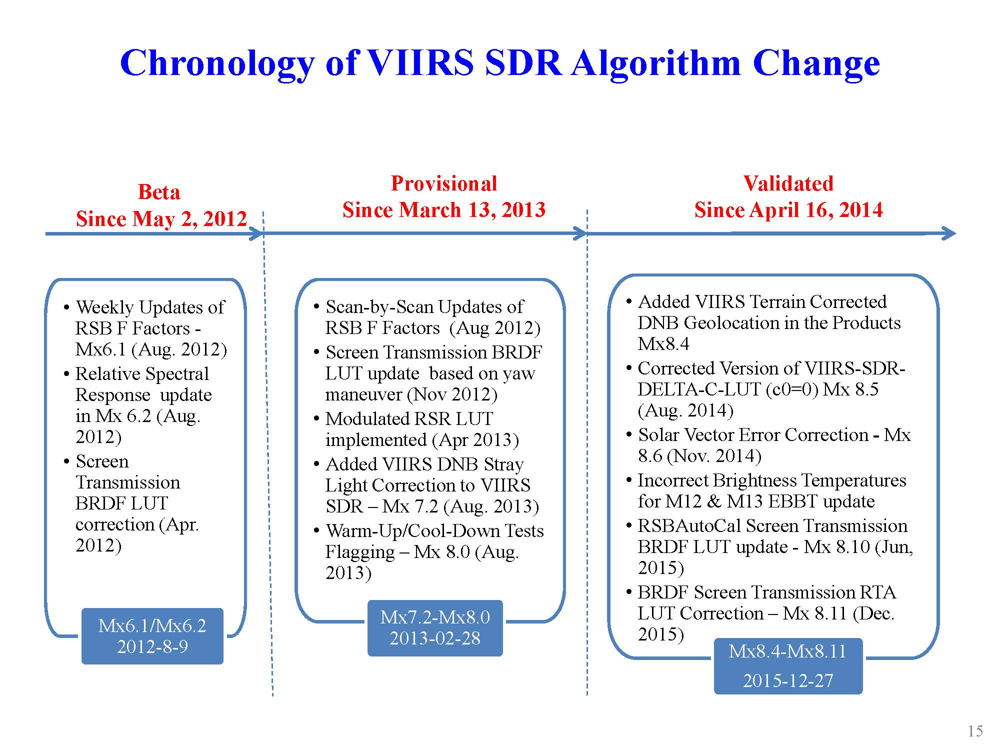 Chronology of VIIRS SDR Algorithm Change
Beta
Since May 2, 2012
Provisional
Since March 13, 2013
Validated
Since April 16, 2014
• Weekly Updates of
RSB F Factors -
Mx6.1 (Aug. 2012)
• Relative Spectral
Response update
in Mx 6.2 (Aug.
2012)
• Screen
Transmission
BRDF LUT
correction (Apr.
2012)
Mx6.1/Mx6.2
2012-8-9
• Scan-by-Scan Updates of
RSB F Factors (Aug 2012)
• Screen Transmission BRDF
LUT update based on yaw
maneuver (Nov 2012)
• Modulated RSR LUT
implemented (Apr 2013)
• Added VIIRS DNB Stray
Light Correction to VIIRS
SDR – Mx 7.2 (Aug. 2013)
• Warm-Up/Cool-Down Tests
Flagging – Mx 8.0 (Aug.
2013)
Mx7.2-Mx8.0
2013-02-28
• Added VIIRS Terrain Corrected
DNB Geolocation in the Products
Mx8.4
• Corrected Version of VIIRS-SDR-
DELTA-C-LUT (c0=0) Mx 8.5
(Aug. 2014)
• Solar Vector Error Correction - Mx
8.6 (Nov. 2014)
• Incorrect Brightness Temperatures
for M12 & M13 EBBT update
• RSBAutoCal Screen Transmission
BRDF LUT update - Mx 8.10 (Jun,
2015)
• BRDF Screen Transmission RTA
LUT Correction – Mx 8.11 (Dec.
2015)
Mx8.4-Mx8.11
2015-12-27
15